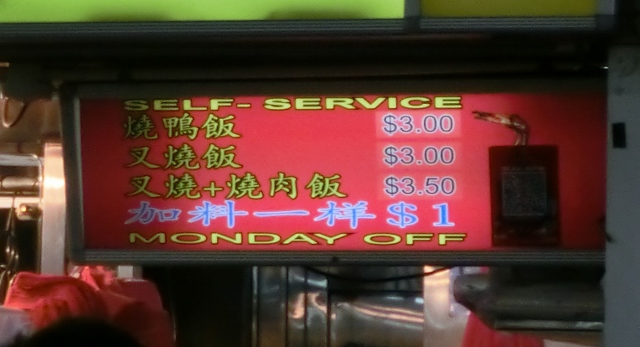 SELF- SERVICE
燒鴨飯 $3.00
叉燒飯 $3.00
叉燒+燒肉飯 $3.50
加料一样 $1
MONDAY OFF